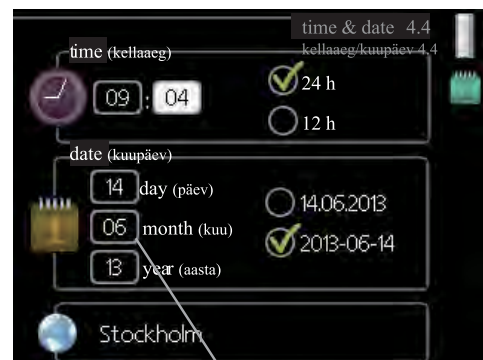 time & date 4.4
kellaaeg/kuupäev 4.4
time (kellaaeg)
09 : 04
24 h
12 h
date (kuupäev)
14 day (päev)
14.06.2013
06 month (kuu)
2013-06-14
13 year (aasta)
Stockholm